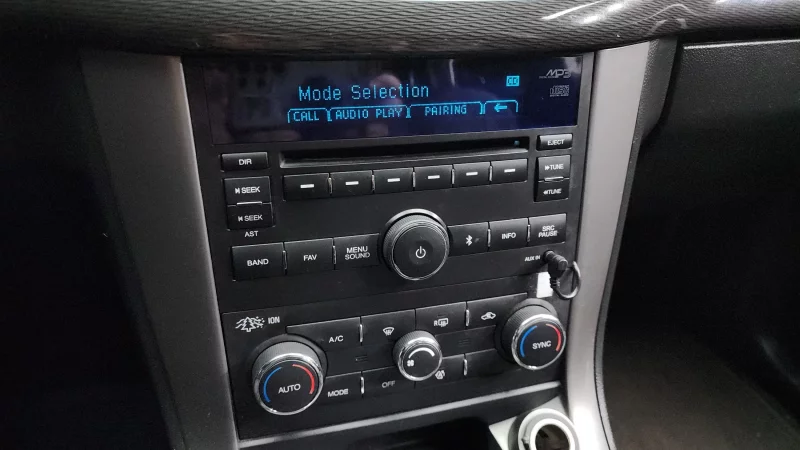 MP3
CD
Mode Selection
CALL AUDIO PLAY PAIRING
EJECT
DIR
TUNE
SEEK
TUNE
SEEK
AST
SRC
PAUSE
BAND FAV MENU
SOUND INFO
AUX IN
ION
A/C R
AUTO MODE OFF SYNC